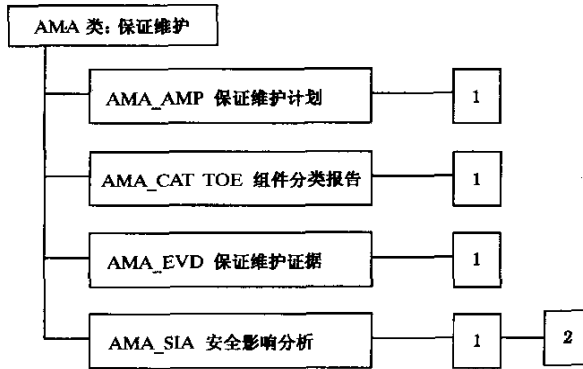 AMA 类：保证维护
AMA_AMP 保证维护计划 1
AMA_CAT TOE 组件分类报告 1
AMA_EVD 保证维护证据 1
AMA_SIA 安全影响分析 1 2